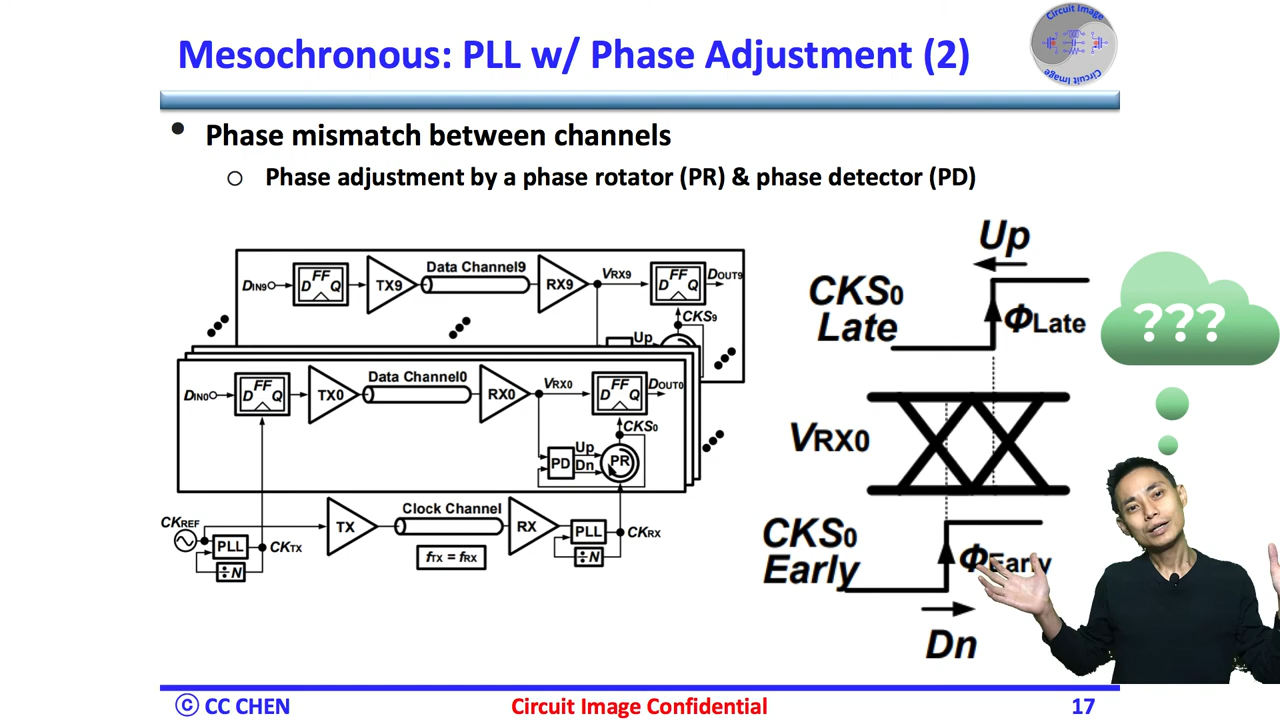 Mesochronous: PLL w/ Phase Adjustment (2)
Circuit Image
Circuit Image
• Phase mismatch between channels
○ Phase adjustment by a phase rotator (PR) & phase detector (PD)
DIN9
FF
D Q
TX9
Data Channel9
RX9
VRX9
FF
D Q
DOUT9
CKS9
Up
DIN0
FF
D Q
TX0
Data Channel0
RX0
VRX0
FF
D Q
DOUT0
CKS0
PD
Up
Dn
PR
CKREF
PLL
÷N
CKTX
TX
Clock Channel
fTX = fRX
RX
PLL
÷N
CKRX
Up
CKS0
Late
ΦLate
VRX0
CKS0
Early
ΦEarly
Dn
???
© CC CHEN
Circuit Image Confidential
17